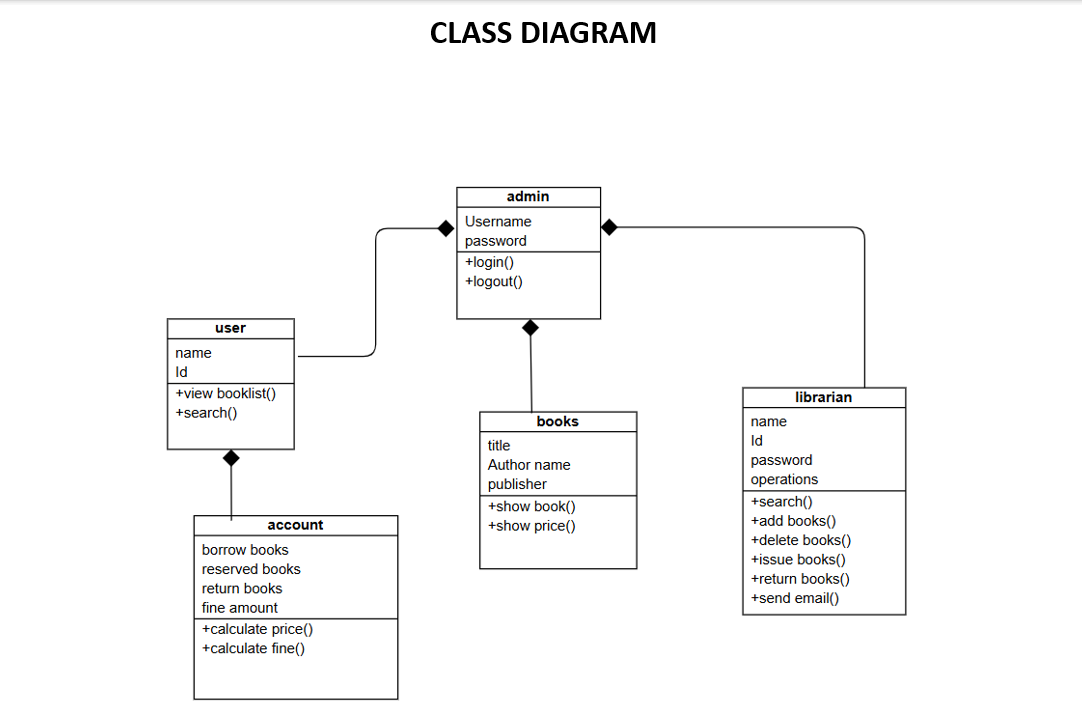 CLASS DIAGRAM
admin
Username
password
+login()
+logout()
user
name
Id
+view booklist()
+search()
account
borrow books
reserved books
return books
fine amount
+calculate price()
+calculate fine()
books
title
Author name
publisher
+show book()
+show price()
librarian
name
Id
password
operations
+search()
+add books()
+delete books()
+issue books()
+return books()
+send email()